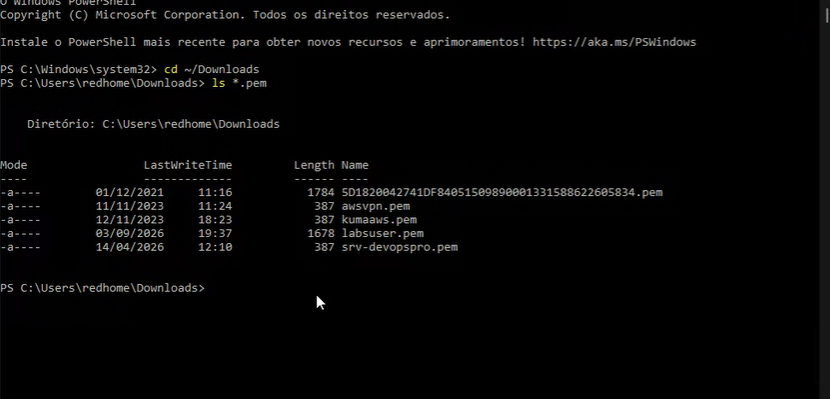 O Windows PowerShell
Copyright (C) Microsoft Corporation. Todos os direitos reservados.
Instale o PowerShell mais recente para obter novos recursos e aprimoramentos! https://aka.ms/PSWindows
PS C:\Windows\system32> cd ~/Downloads
PS C:\Users\redhome\Downloads> ls *.pem
Diretório: C:\Users\redhome\Downloads
Mode LastWriteTime Length Name
---- ------------- ------ ----
-a---- 01/12/2021 11:16 1784 5D1820042741DF840515098900013315886226​05834.pem
-a---- 11/11/2023 11:24 387 awsvpn.pem
-a---- 12/11/2023 18:23 387 kumaaws.pem
-a---- 03/09/2026 19:37 1678 labsuser.pem
-a---- 14/04/2026 12:10 387 srv-devopspro.pem
PS C:\Users\redhome\Downloads>